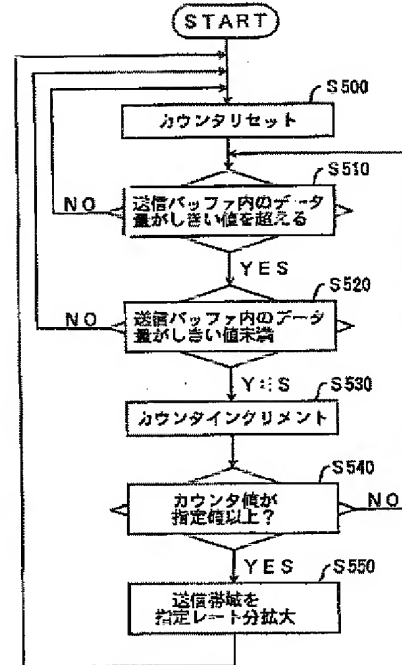 START
S500
カウンタリセット
S510
送信バッファ内のデータ
量がしきい値を超える
NO
YES
S520
送信バッファ内のデータ
量がしきい値未満
NO
YES
S530
カウンタインクリメント
S540
カウンタ値が
指定値以上?
NO
YES
S550
送信帯域を
指定レート分拡大